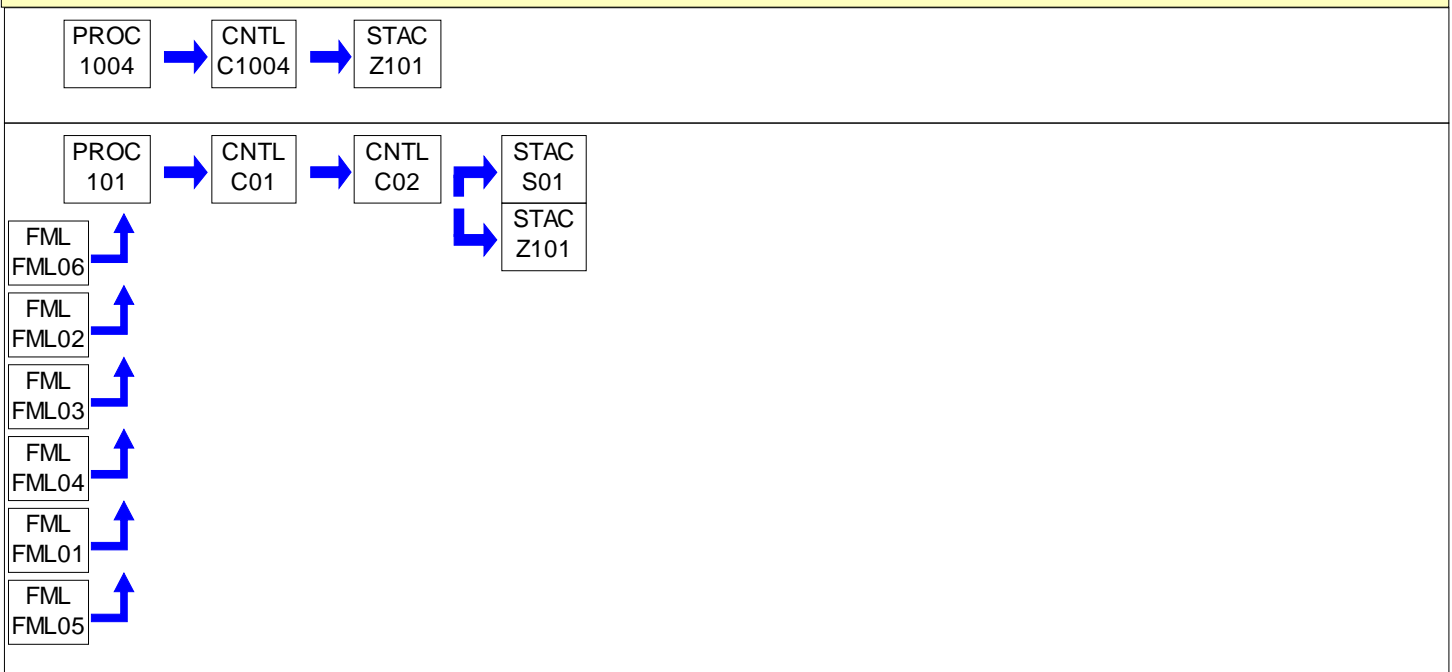 PROC
1004
CNTL
C1004
STAC
Z101
PROC
101
CNTL
C01
CNTL
C02
STAC
S01
STAC
Z101
FML
FML06
FML
FML02
FML
FML03
FML
FML04
FML
FML01
FML
FML05